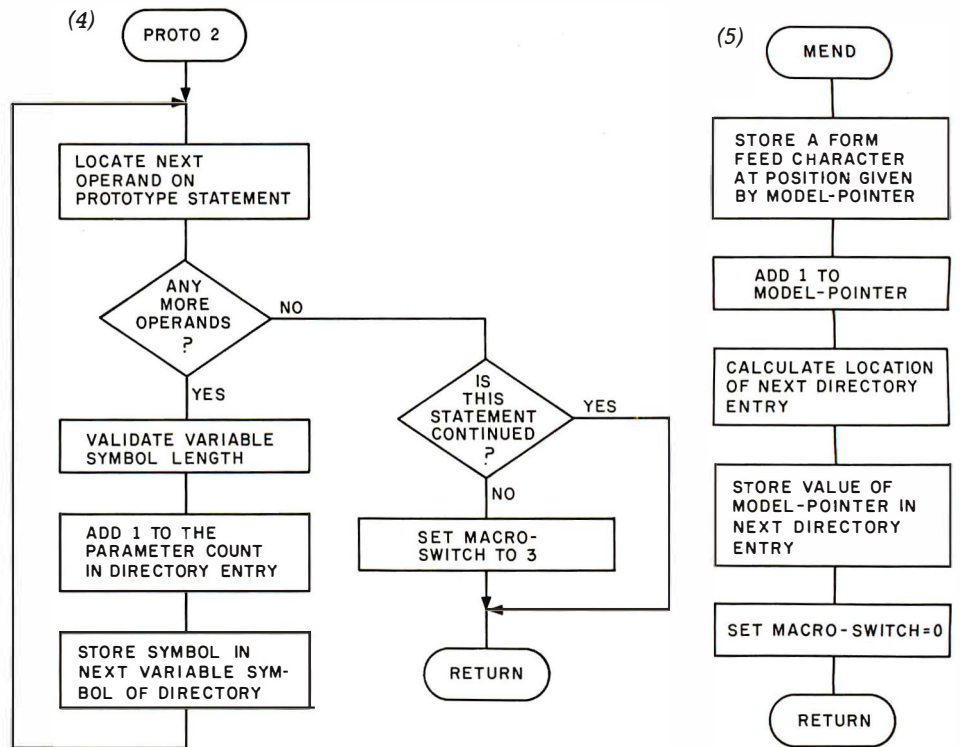 (4)
PROTO 2
LOCATE NEXT
OPERAND ON
PROTOTYPE STATEMENT
ANY
MORE
OPERANDS
?
NO
YES
VALIDATE VARIABLE
SYMBOL LENGTH
ADD 1 TO THE
PARAMETER COUNT
IN DIRECTORY ENTRY
STORE SYMBOL IN
NEXT VARIABLE SYM-
BOL OF DIRECTORY
IS
THIS
STATEMENT
CONTINUED
?
YES
NO
SET MACRO-
SWITCH TO 3
RETURN
(5)
MEND
STORE A FORM
FEED CHARACTER
AT POSITION GIVEN
BY MODEL-POINTER
ADD 1 TO
MODEL-POINTER
CALCULATE LOCATION
OF NEXT DIRECTORY
ENTRY
STORE VALUE OF
MODEL-POINTER IN
NEXT DIRECTORY
ENTRY
SET MACRO-SWITCH=0
RETURN